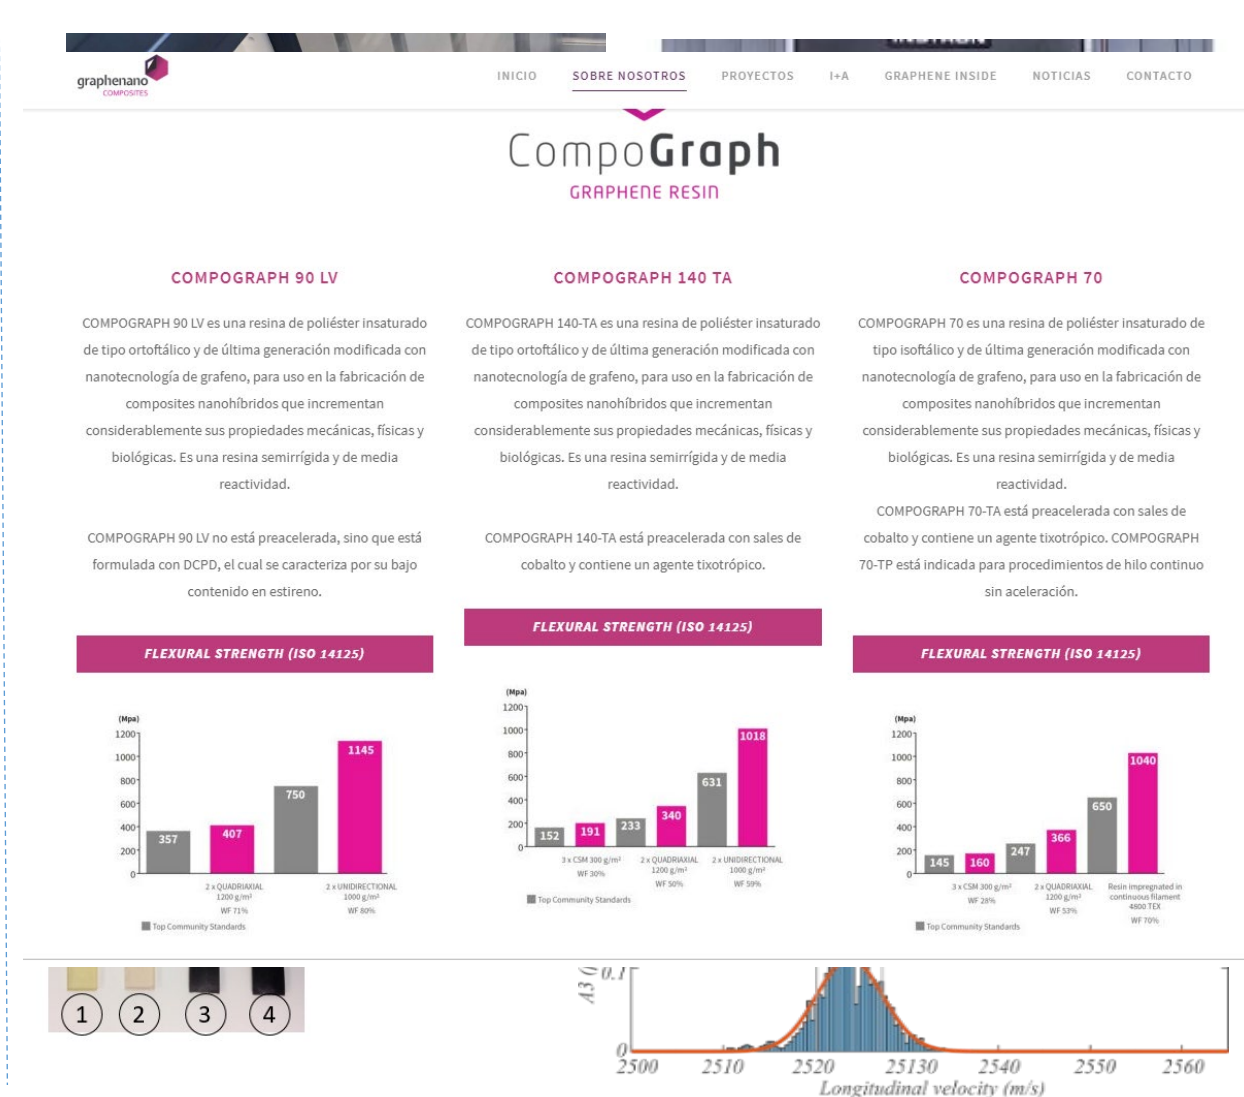 INSTRON
graphenano
COMPOSITES
INICIO
SOBRE NOSOTROS
PROYECTOS
I+A
GRAPHENE INSIDE
NOTICIAS
CONTACTO
CompoGraph
GRAPHENE RESIN
COMPOGRAPH 90 LV
COMPOGRAPH 90 LV es una resina de poliéster insaturado
de tipo ortoftálico y de última generación modificada con
nanotecnología de grafeno, para uso en la fabricación de
composites nanohíbridos que incrementan
considerablemente sus propiedades mecánicas, físicas y
biológicas. Es una resina semirrígida y de media
reactividad.
COMPOGRAPH 90 LV no está preacelerada, sino que está
formulada con DCPD, el cual se caracteriza por su bajo
contenido en estireno.
FLEXURAL STRENGTH (ISO 14125)
(Mpa)
1200
1000
800
600
400
200
0
357
407
750
1145
2 x QUADRIAXIAL
1200 g/m²
WF 71%
2 x UNIDIRECTIONAL
1000 g/m²
WF 80%
Top Community Standards
COMPOGRAPH 140 TA
COMPOGRAPH 140-TA es una resina de poliéster insaturado
de tipo ortoftálico y de última generación modificada con
nanotecnología de grafeno, para uso en la fabricación de
composites nanohíbridos que incrementan
considerablemente sus propiedades mecánicas, físicas y
biológicas. Es una resina semirrígida y de media
reactividad.
COMPOGRAPH 140-TA está preacelerada con sales de
cobalto y contiene un agente tixotrópico.
FLEXURAL STRENGTH (ISO 14125)
(Mpa)
1200
1000
800
600
400
200
0
152
191
233
340
631
1018
3 x CSM 300 g/m²
WF 30%
2 x QUADRIAXIAL
1200 g/m²
WF 50%
2 x UNIDIRECTIONAL
1000 g/m²
WF 59%
Top Community Standards
COMPOGRAPH 70
COMPOGRAPH 70 es una resina de poliéster insaturado de
tipo isoftálico y de última generación modificada con
nanotecnología de grafeno, para uso en la fabricación de
composites nanohíbridos que incrementan
considerablemente sus propiedades mecánicas, físicas y
biológicas. Es una resina semirrígida y de media
reactividad.
COMPOGRAPH 70-TA está preacelerada con sales de
cobalto y contiene un agente tixotrópico. COMPOGRAPH
70-TP está indicada para procedimientos de hilo continuo
sin aceleración.
FLEXURAL STRENGTH (ISO 14125)
(Mpa)
1200
1000
800
600
400
200
0
145
160
247
366
650
1040
3 x CSM 300 g/m²
WF 28%
2 x QUADRIAXIAL
1200 g/m²
WF 53%
Resin impregnated in
continuous filament
4800 TEX
WF 70%
Top Community Standards
1 2 3 4
A3 (
0.1
0
2500 2510 2520 25130 2540 2550 2560
Longitudinal velocity (m/s)